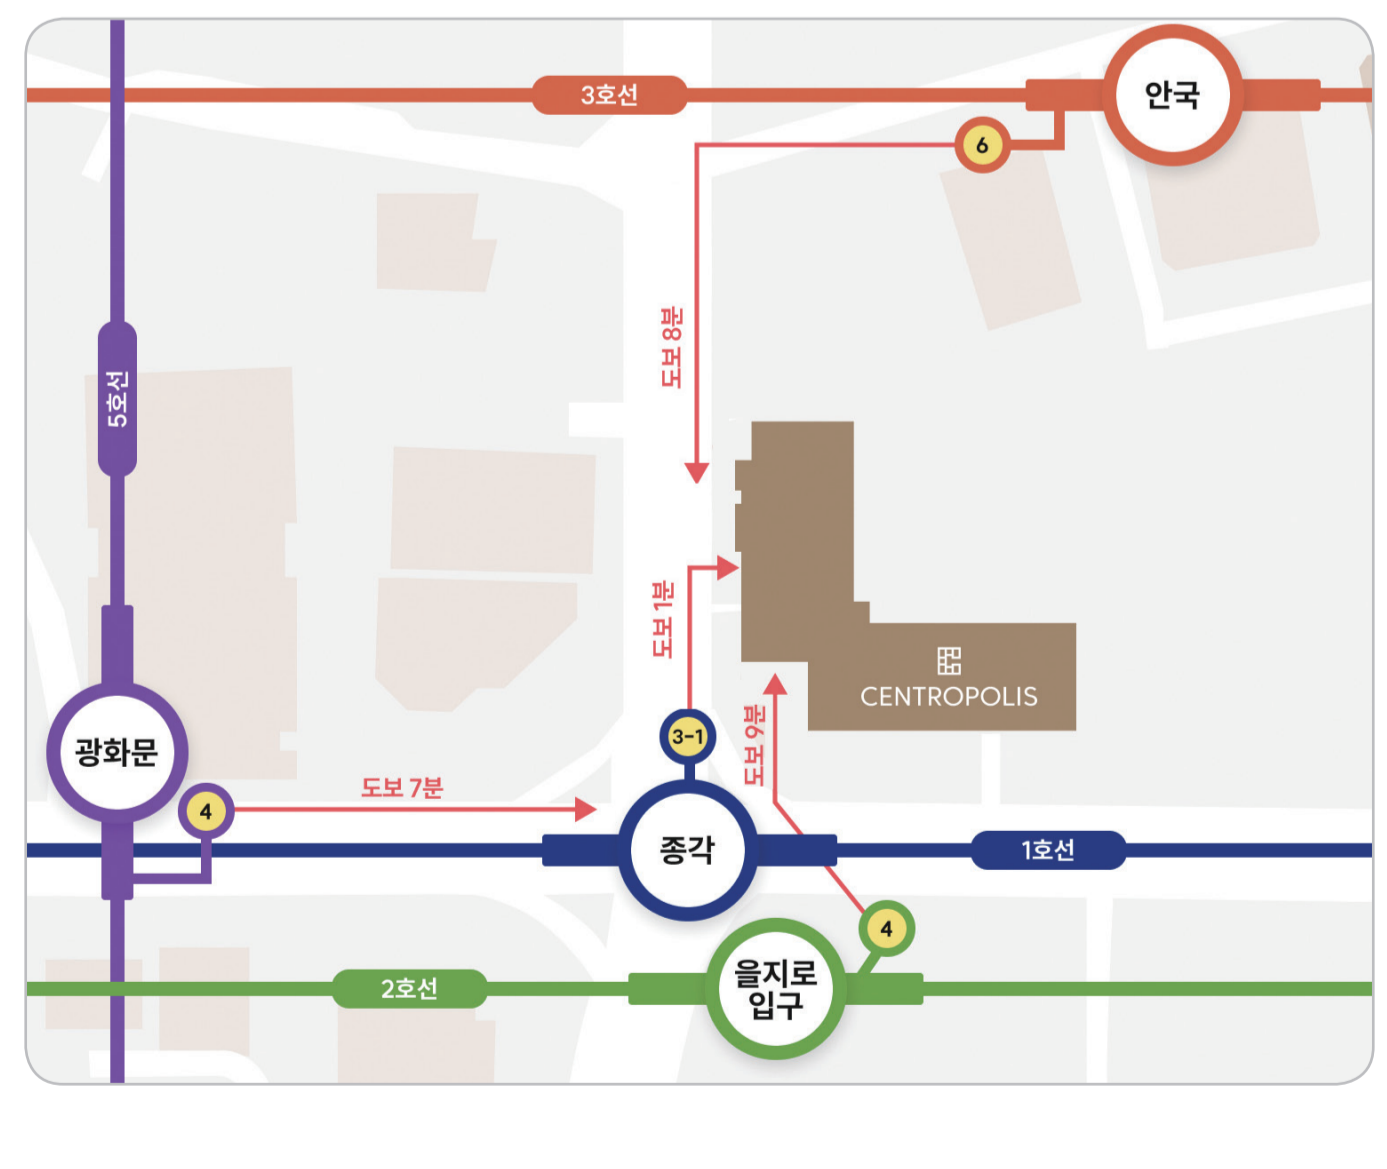 3호선
안국
6
도보 8분
5호선
도보 1분
CENTROPOLIS
3-1
도보 9분
광화문
4
도보 7분
종각
1호선
4
을지로
입구
2호선